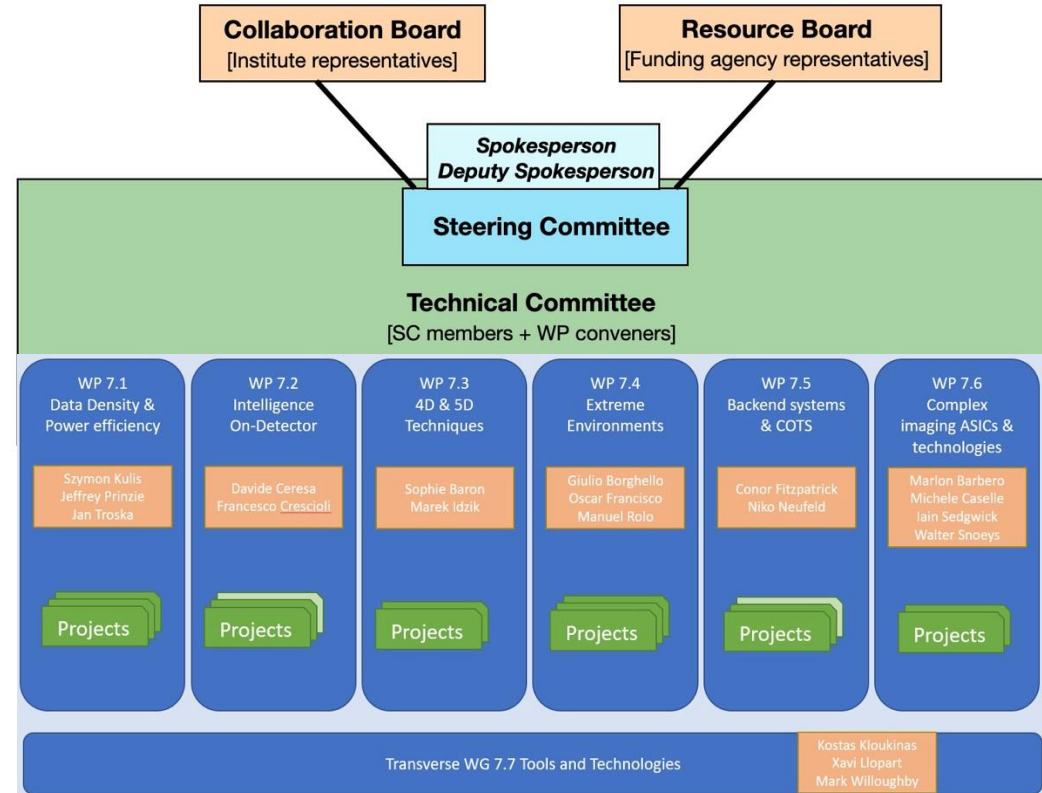 Collaboration Board
[Institute representatives]
Resource Board
[Funding agency representatives]
Spokesperson
Deputy Spokesperson
Steering Committee
Technical Committee
[SC members + WP conveners]
WP 7.1
Data Density &
Power efficiency
Szymon Kulis
Jeffrey Prinzie
Jan Troska
Projects
WP 7.2
Intelligence
On-Detector
Davide Ceresa
Francesco Crescioli
Projects
WP 7.3
4D & 5D
Techniques
Sophie Baron
Marek Idzik
Projects
WP 7.4
Extreme
Environments
Giulio Borghello
Oscar Francisco
Manuel Rolo
Projects
WP 7.5
Backend systems
& COTS
Conor Fitzpatrick
Niko Neufeld
Projects
WP 7.6
Complex
imaging ASICs &
technologies
Marlon Barbero
Michele Caselle
Iain Sedgwick
Walter Snoeys
Projects
Transverse WG 7.7 Tools and Technologies
Kostas Kloukinas
Xavi Llopart
Mark Willoughby